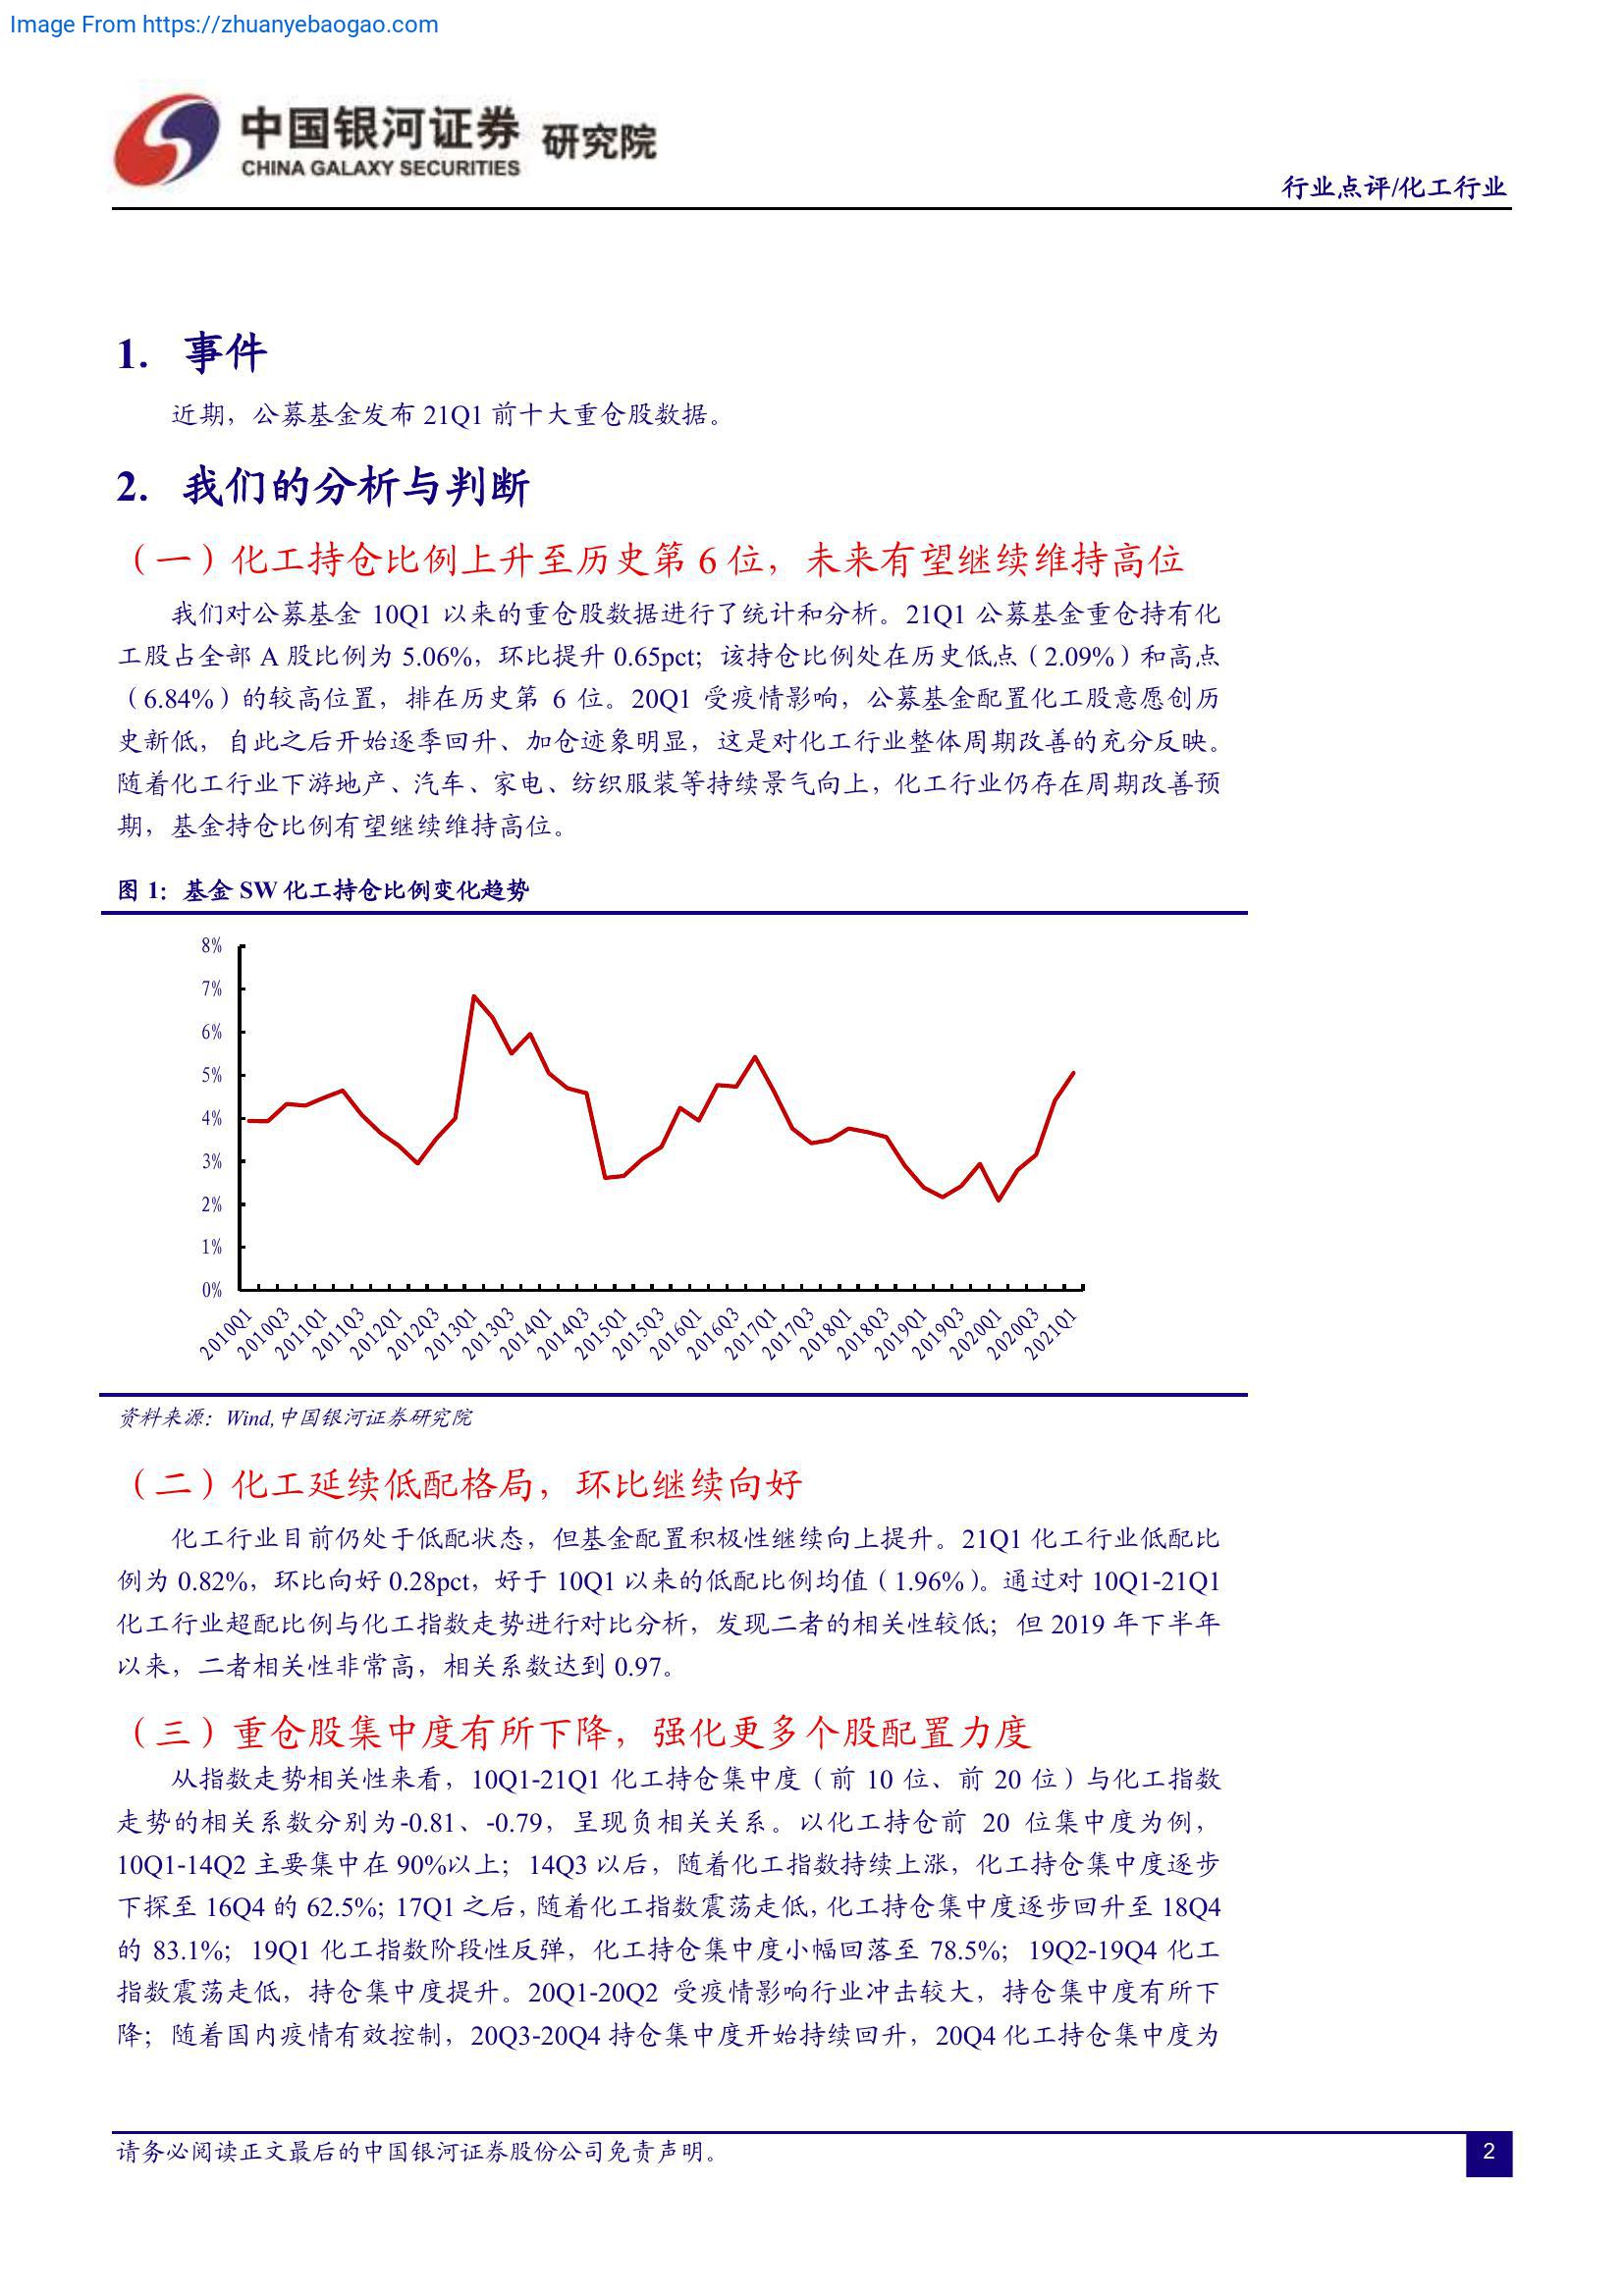 Image From https://zhuanyebaogao.com
中国银河证券 研究院
CHINA GALAXY SECURITIES
行业点评/化工行业
1. 事件
近期，公募基金发布 21Q1 前十大重仓股数据。
2. 我们的分析与判断
（一）化工持仓比例上升至历史第 6 位，未来有望继续维持高位
我们对公募基金 10Q1 以来的重仓股数据进行了统计和分析。21Q1 公募基金重仓持有化
工股占全部 A 股比例为 5.06%，环比提升 0.65pct；该持仓比例处在历史低点（2.09%）和高点
（6.84%）的较高位置，排在历史第 6 位。20Q1 受疫情影响，公募基金配置化工股意愿创历
史新低，自此之后开始逐季回升、加仓迹象明显，这是对化工行业整体周期改善的充分反映。
随着化工行业下游地产、汽车、家电、纺织服装等持续景气向上，化工行业仍存在周期改善预
期，基金持仓比例有望继续维持高位。
图 1：基金 SW 化工持仓比例变化趋势
8%
7%
6%
5%
4%
3%
2%
1%
0%
2010Q1 2010Q3 2011Q1 2011Q3 2012Q1 2012Q3 2013Q1 2013Q3 2014Q1 2014Q3 2015Q1 2015Q3 2016Q1 2016Q3 2017Q1 2017Q3 2018Q1 2018Q3 2019Q1 2019Q3 2020Q1 2020Q3 2021Q1
资料来源：Wind,中国银河证券研究院
（二）化工延续低配格局，环比继续向好
化工行业目前仍处于低配状态，但基金配置积极性继续向上提升。21Q1 化工行业低配比
例为 0.82%，环比向好 0.28pct，好于 10Q1 以来的低配比例均值（1.96%）。通过对 10Q1-21Q1
化工行业超配比例与化工指数走势进行对比分析，发现二者的相关性较低；但 2019 年下半年
以来，二者相关性非常高，相关系数达到 0.97。
（三）重仓股集中度有所下降，强化更多个股配置力度
从指数走势相关性来看，10Q1-21Q1 化工持仓集中度（前 10 位、前 20 位）与化工指数
走势的相关系数分别为-0.81、-0.79，呈现负相关关系。以化工持仓前 20 位集中度为例，
10Q1-14Q2 主要集中在 90%以上；14Q3 以后，随着化工指数持续上涨，化工持仓集中度逐步
下探至 16Q4 的 62.5%；17Q1 之后，随着化工指数震荡走低，化工持仓集中度逐步回升至 18Q4
的 83.1%；19Q1 化工指数阶段性反弹，化工持仓集中度小幅回落至 78.5%；19Q2-19Q4 化工
指数震荡走低，持仓集中度提升。20Q1-20Q2 受疫情影响行业冲击较大，持仓集中度有所下
降；随着国内疫情有效控制，20Q3-20Q4 持仓集中度开始持续回升，20Q4 化工持仓集中度为
请务必阅读正文最后的中国银河证券股份公司免责声明。
2